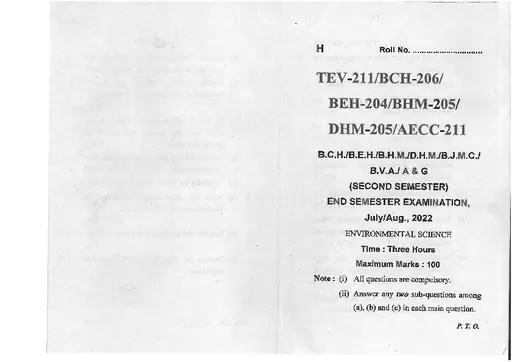 H Roll No. ..............................
TEV-211/BCH-206/
BEH-204/BHM-205/
DHM-205/AECC-211
B.C.H./B.E.H./B.H.M./D.H.M./B.J.M.C./
B.V.A./ A & G
(SECOND SEMESTER)
END SEMESTER EXAMINATION,
July/Aug., 2022
ENVIRONMENTAL SCIENCE
Time : Three Hours
Maximum Marks : 100
Note : (i) All questions are compulsory.
(ii) Answer any two sub-questions among
(a), (b) and (c) in each main question.
P. T. O.